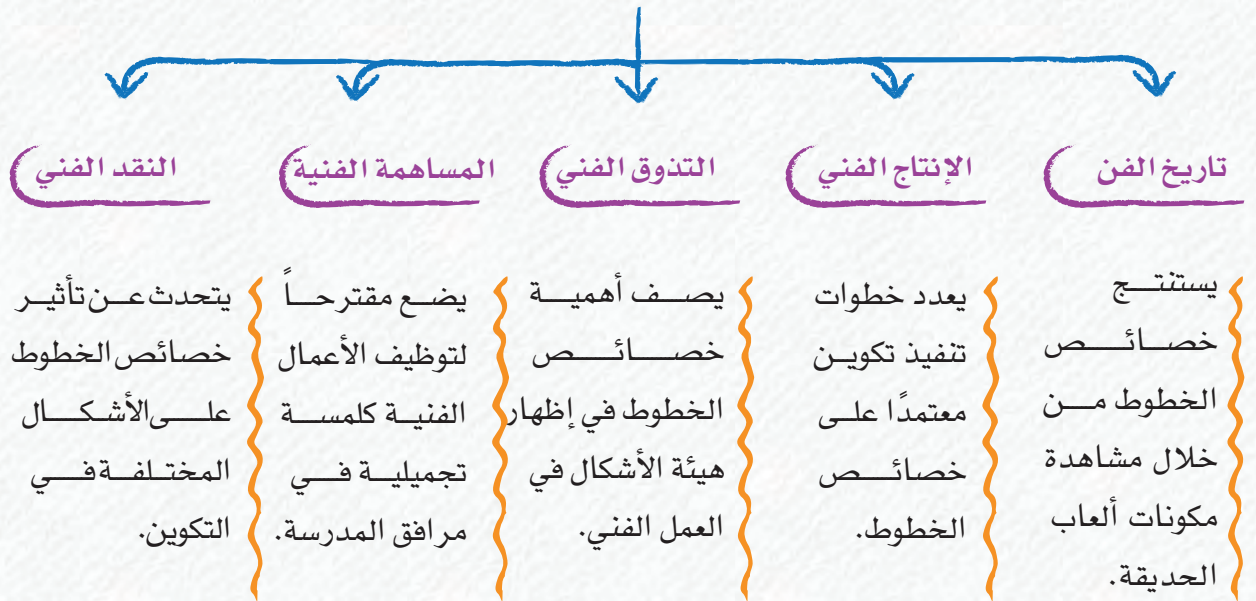 تاريخ الفن
الإنتاج الفني
التذوق الفني
المساهمة الفنية
النقد الفني
يستنتج
خصائص
الخطوط من
خلال مشاهدة
مكونات ألعاب
الحديقة.
يعدد خطوات
تنفيذ تكوين
معتمدًا على
خصائص
الخطوط.
يصف أهمية
خصائص
الخطوط في إظهار
هيئة الأشكال في
العمل الفني.
يضع مقترحاً
لتوظيف الأعمال
الفنية كلمسة
تجميلية في
مرافق المدرسة.
يتحدث عن تأثير
خصائص الخطوط
على الأشكال
المختلفة في
التكوين.